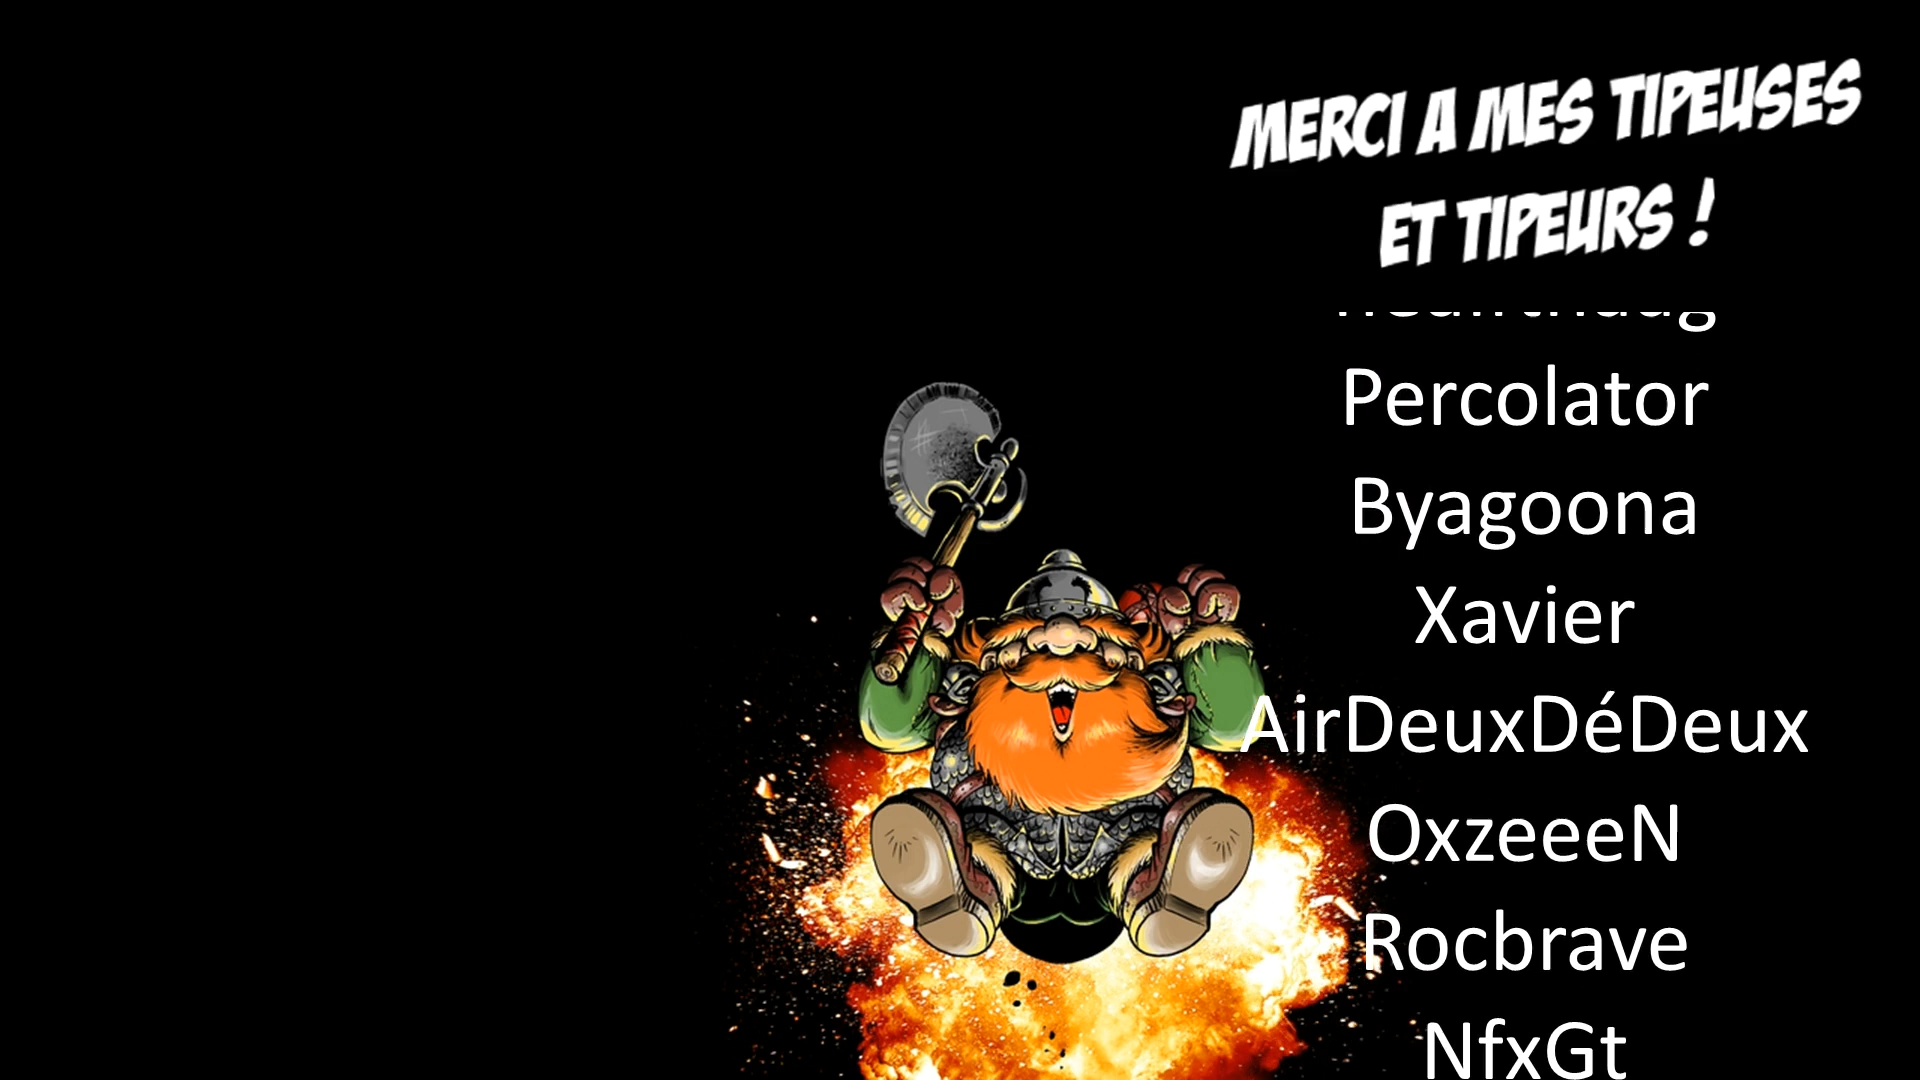 MERCI A MES TIPEUSES
ET TIPEURS !
Percolator
Byagoona
Xavier
AirDeuxDéDeux
OxzeeeN
Rocbrave
NfxGt